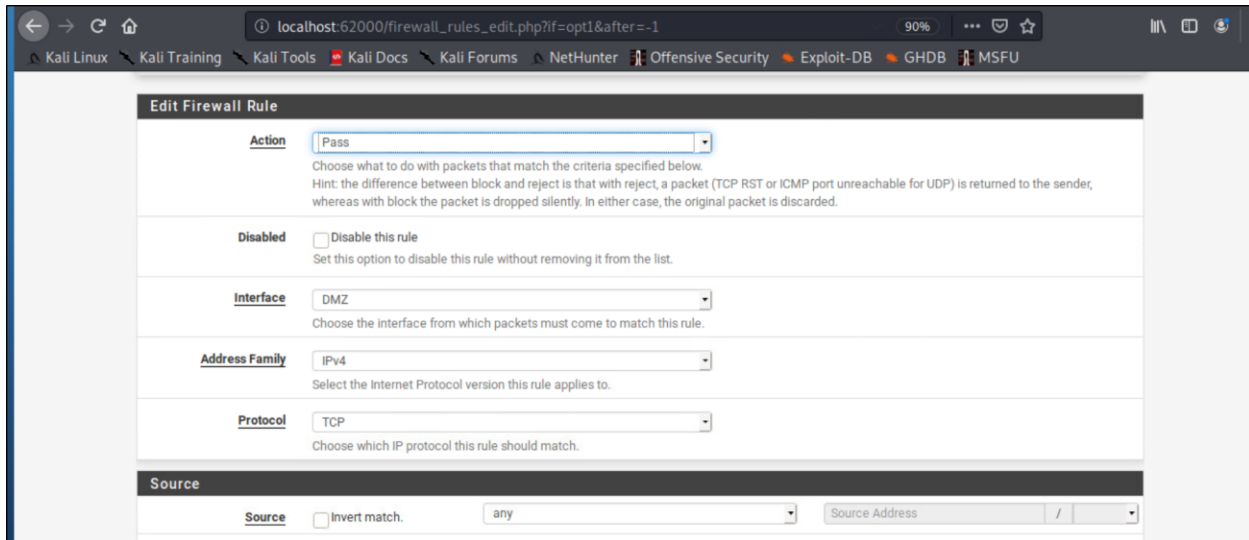 localhost:62000/firewall_rules_edit.php?if=opt1&after=-1 90%
Kali Linux Kali Training Kali Tools Kali Docs Kali Forums NetHunter Offensive Security Exploit-DB GHDB MSFU
Edit Firewall Rule
Action Pass
Choose what to do with packets that match the criteria specified below.
Hint: the difference between block and reject is that with reject, a packet (TCP RST or ICMP port unreachable for UDP) is returned to the sender,
whereas with block the packet is dropped silently. In either case, the original packet is discarded.
Disabled Disable this rule
Set this option to disable this rule without removing it from the list.
Interface DMZ
Choose the interface from which packets must come to match this rule.
Address Family IPv4
Select the Internet Protocol version this rule applies to.
Protocol TCP
Choose which IP protocol this rule should match.
Source
Source Invert match. any Source Address /